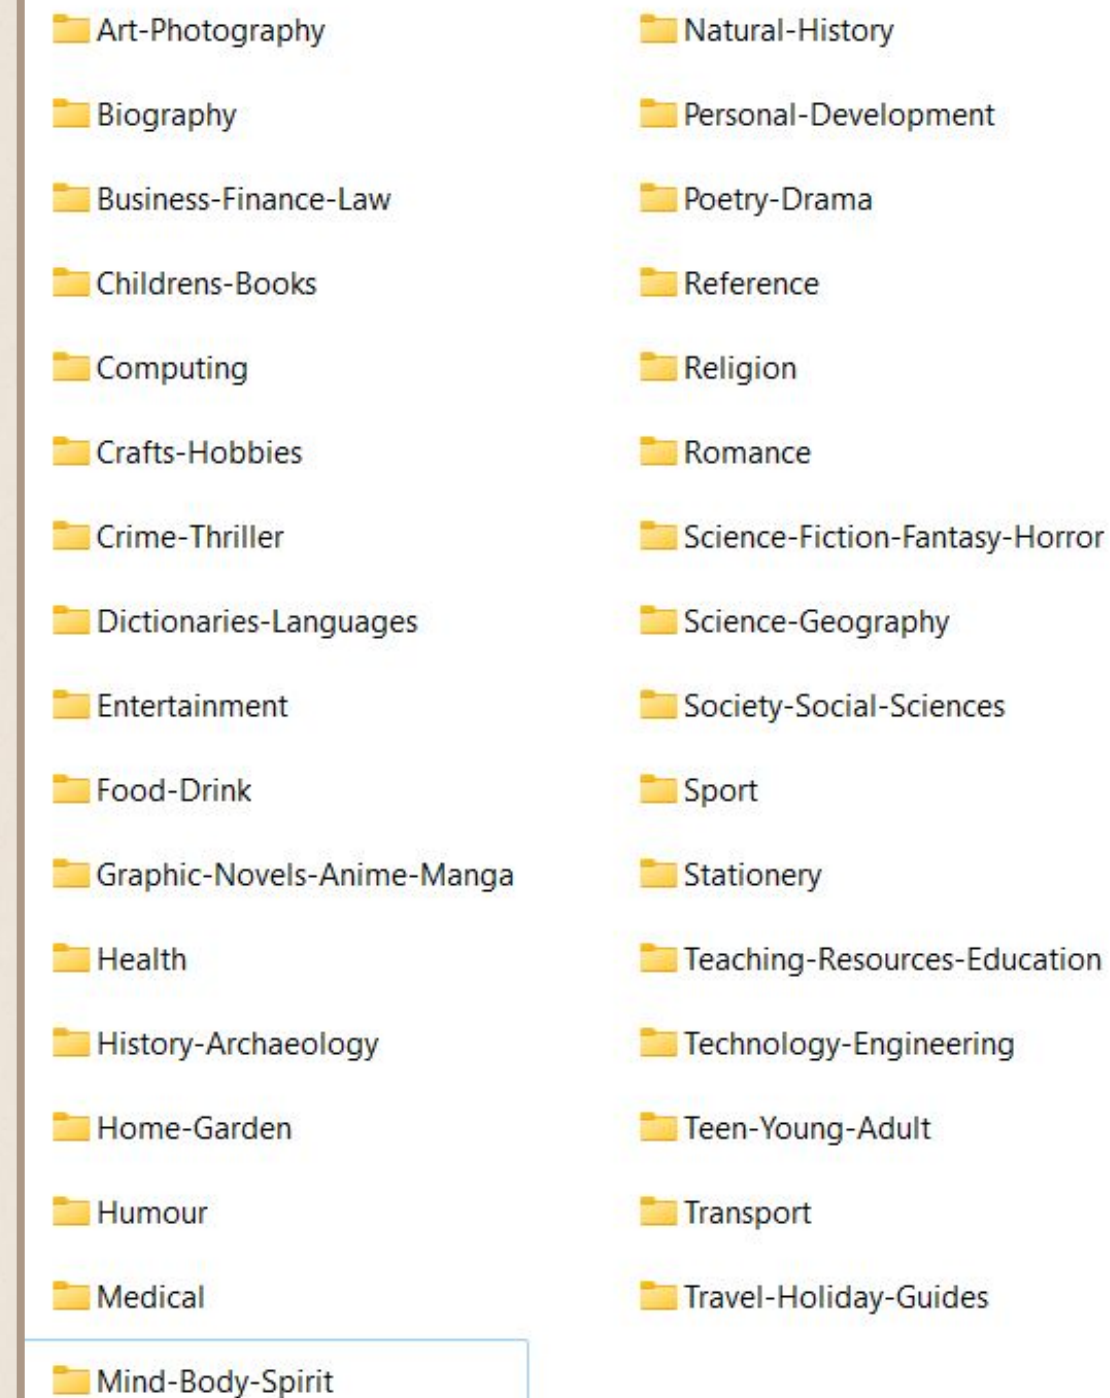 Art-Photography
Biography
Business-Finance-Law
Childrens-Books
Computing
Crafts-Hobbies
Crime-Thriller
Dictionaries-Languages
Entertainment
Food-Drink
Graphic-Novels-Anime-Manga
Health
History-Archaeology
Home-Garden
Humour
Medical
Mind-Body-Spirit
Natural-History
Personal-Development
Poetry-Drama
Reference
Religion
Romance
Science-Fiction-Fantasy-Horror
Science-Geography
Society-Social-Sciences
Sport
Stationery
Teaching-Resources-Education
Technology-Engineering
Teen-Young-Adult
Transport
Travel-Holiday-Guides